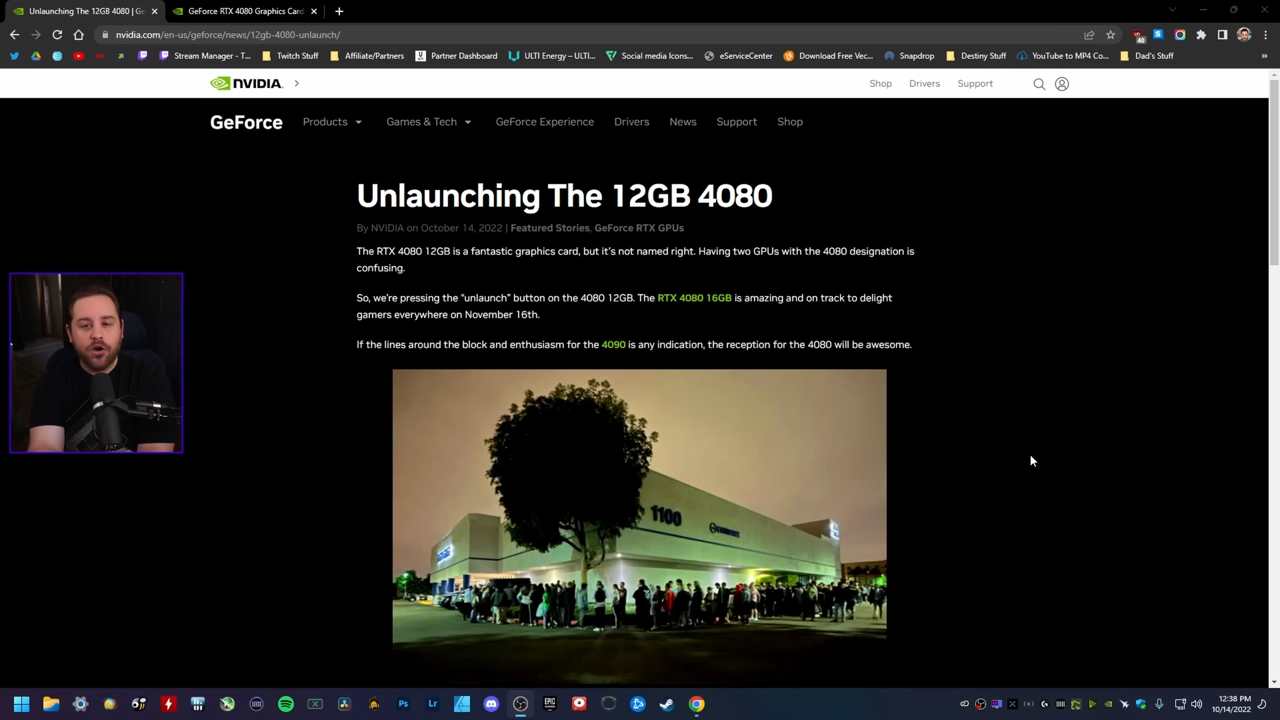 Unlaunching The 12GB 4080 | Ge
GeForce RTX 4080 Graphics Card
nvidia.com/en-us/geforce/news/12gb-4080-unlaunch/
40
Stream Manager - T...
Twitch Stuff
Affiliate/Partners
Partner Dashboard
ULTI Energy – ULTI...
Social media Icons...
eServiceCenter
Download Free Vec...
Snapdrop
Destiny Stuff
YouTube to MP4 Co...
Dad's Stuff
NVIDIA.
Shop
Drivers
Support
GeForce
Products
Games & Tech
GeForce Experience
Drivers
News
Support
Shop
Unlaunching The 12GB 4080
By NVIDIA on October 14, 2022 | Featured Stories, GeForce RTX GPUs
The RTX 4080 12GB is a fantastic graphics card, but it's not named right. Having two GPUs with the 4080 designation is
confusing.
So, we're pressing the “unlaunch” button on the 4080 12GB. The RTX 4080 16GB is amazing and on track to delight
gamers everywhere on November 16th.
If the lines around the block and enthusiasm for the 4090 is any indication, the reception for the 4080 will be awesome.
1100
Ps
Lr
EPIC
12:38 PM
10/14/2022